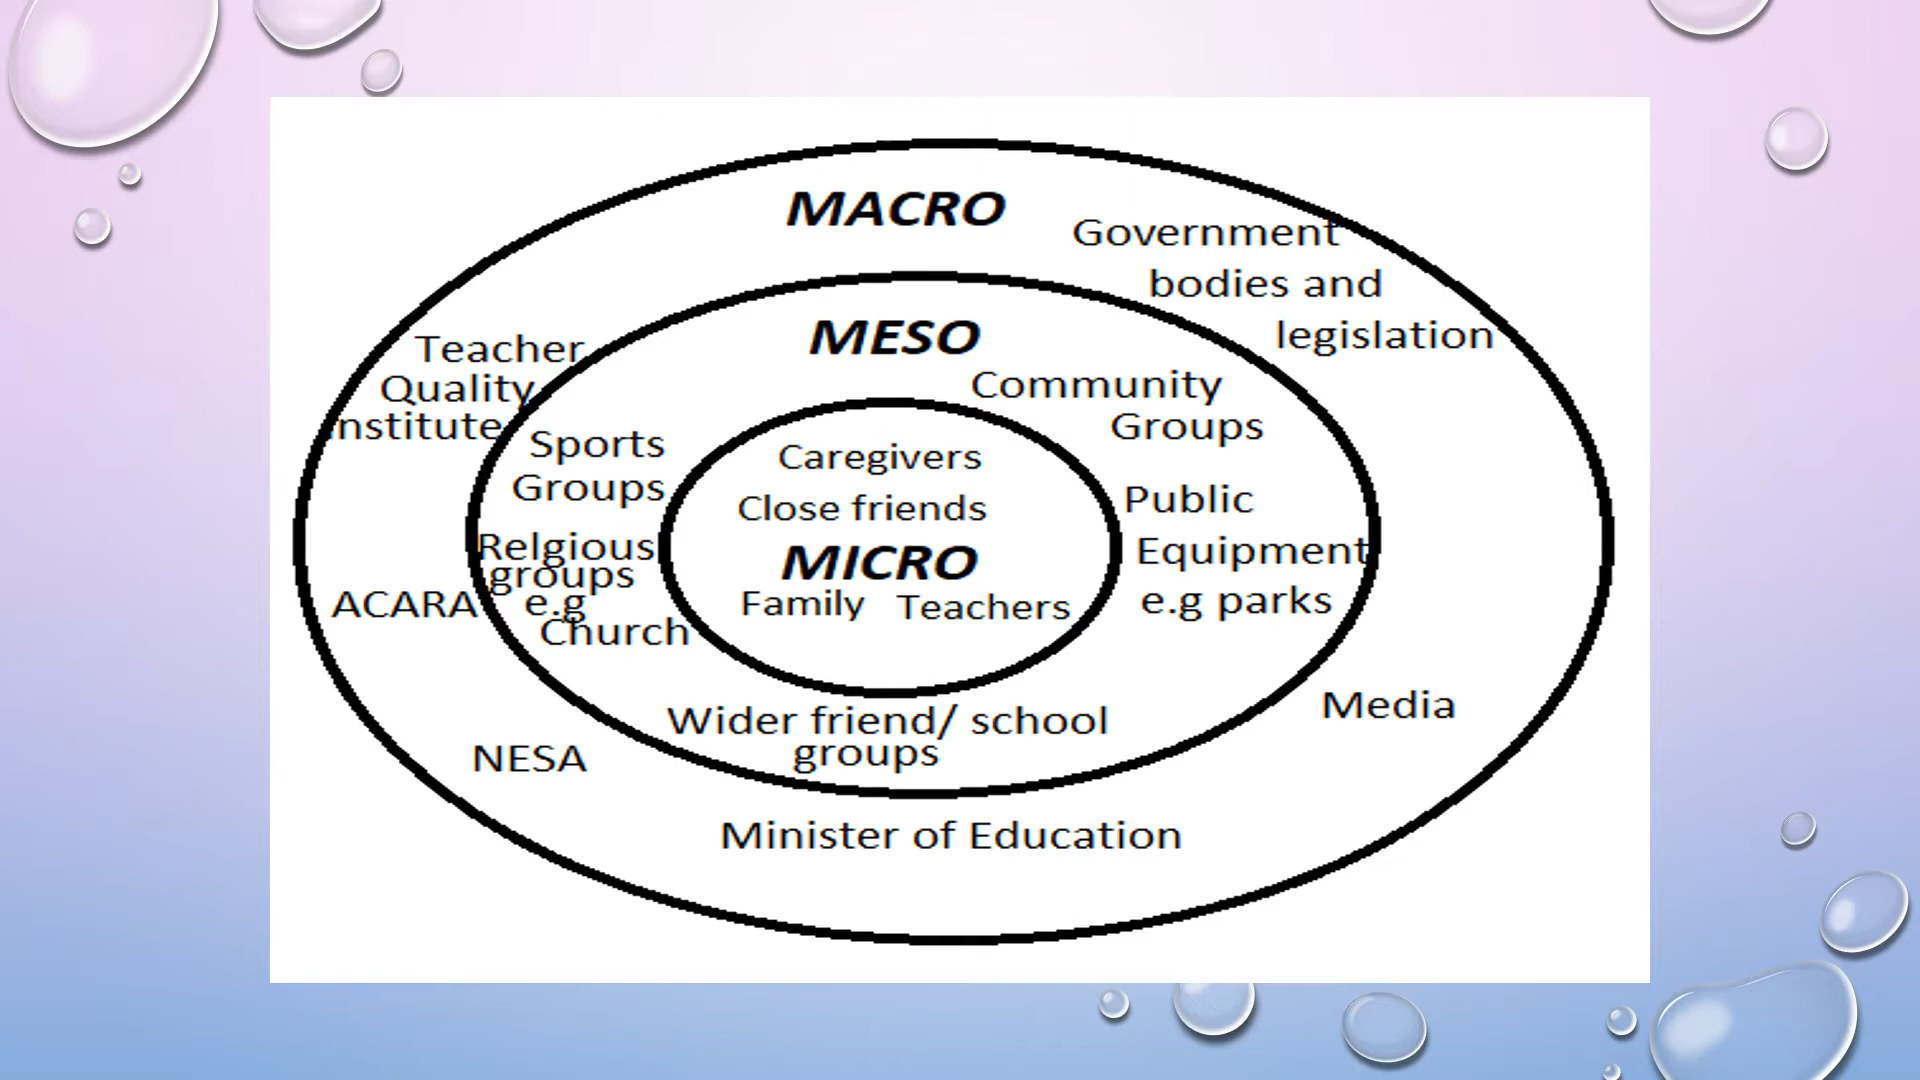 MACRO
Government
bodies and
legislation
Teacher
Quality
Institute
ACARA
NESA
Media
Minister of Education
MESO
Community
Groups
Sports
Groups
Relgious
groups
e.g
Church
Public
Equipment
e.g parks
Wider friend/ school
groups
Caregivers
Close friends
MICRO
Family Teachers